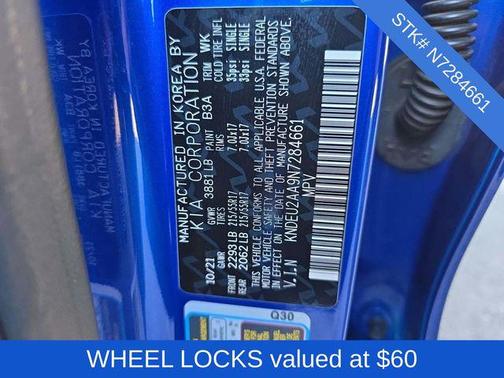 STK# N7284661
MANUFACTURED IN KOREA BY
KIA CORPORATION
10/21 GVWR 3881LB PAINT B3A TRIM WK
GAWR TIRES RIMS COLD TIRE INFL
FRONT 2293LB 215/55R17 7.0Jx17 35psi SINGLE
REAR 2062LB 215/55R17 7.0Jx17 33psi SINGLE
THIS VEHICLE CONFORMS TO ALL APPLICABLE U.S.A. FEDERAL
MOTOR VEHICLE SAFETY AND THEFT PREVENTION STANDARDS
IN EFFECT ON THE DATE OF MANUFACTURE SHOWN ABOVE.
V.I.N KNDEU2AA9N7284661
MPV
Q30
WHEEL LOCKS valued at $60